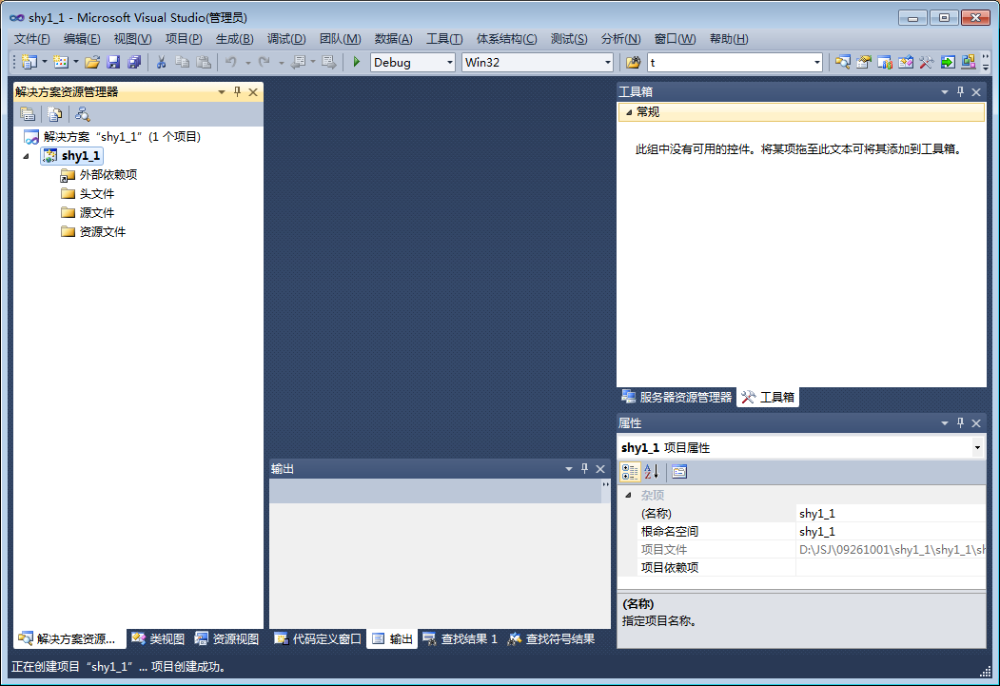 shy1_1 - Microsoft Visual Studio(管理员)
文件(F) 编辑(E) 视图(V) 项目(P) 生成(B) 调试(D) 团队(M) 数据(A) 工具(T) 体系结构(C) 测试(S) 分析(N) 窗口(W) 帮助(H)
Debug Win32 t
解决方案资源管理器
解决方案“shy1_1”(1 个项目)
shy1_1
外部依赖项
头文件
源文件
资源文件
解决方案资源... 类视图 资源视图
输出
代码定义窗口 输出 查找结果 1 查找符号结果
工具箱
常规
此组中没有可用的控件。将某项拖至此文本可将其添加到工具箱。
服务器资源管理器 工具箱
属性
shy1_1 项目属性
杂项
(名称) shy1_1
根命名空间 shy1_1
项目文件 D:\JSJ\09261001\shy1_1\shy1_1\sh
项目依赖项
(名称)
指定项目名称。
正在创建项目“shy1_1”... 项目创建成功。